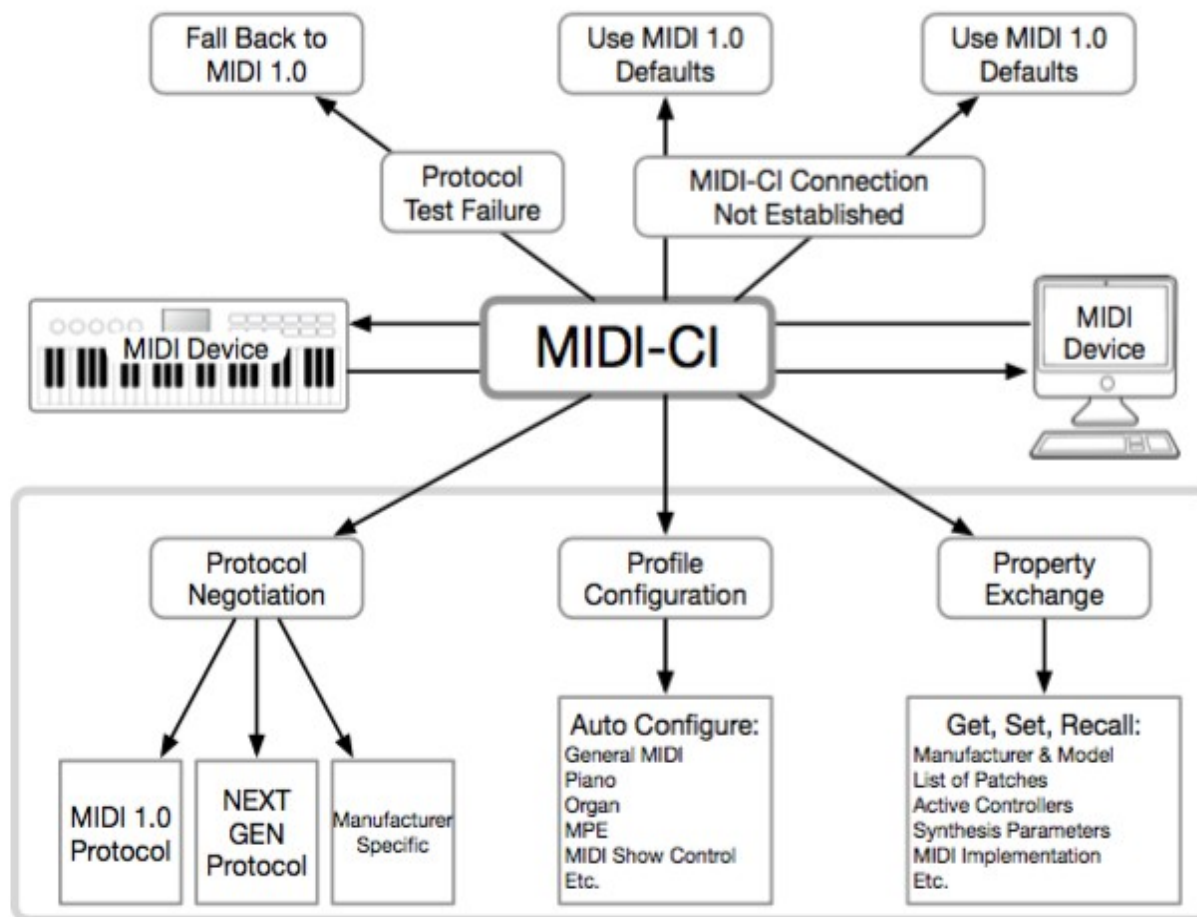 Fall Back to
MIDI 1.0
Use MIDI 1.0
Defaults
Use MIDI 1.0
Defaults
Protocol
Test Failure
MIDI-CI Connection
Not Established
MIDI Device
MIDI-CI
MIDI
Device
Protocol
Negotiation
Profile
Configuration
Property
Exchange
MIDI 1.0
Protocol
NEXT
GEN
Protocol
Manufacturer
Specific
Auto Configure:
General MIDI
Piano
Organ
MPE
MIDI Show Control
Etc.
Get, Set, Recall:
Manufacturer & Model
List of Patches
Active Controllers
Synthesis Parameters
MIDI Implementation
Etc.